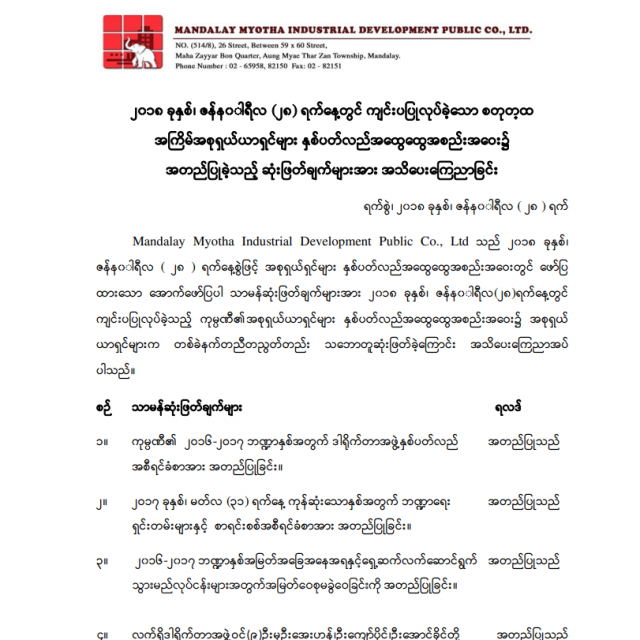 MANDALAY MYOTHA INDUSTRIAL DEVELOPMENT PUBLIC CO., LTD.
NO. (514/8), 26 Street, Between 59 x 60 Street,
Maha Zayyar Bon Quarter, Aung Myae Thar Zan Township, Mandalay.
Phone Number : 02 - 65958, 82150 Fax: 02 - 82151
၂၀၁၈ ခုနှစ်၊ ဇန်နဝါရီလ (၂၈) ရက်နေ့တွင် ကျင်းပပြုလုပ်ခဲ့သော စတုတ္ထ
အကြိမ်အစုရှယ်ယာရှင်များ နှစ်ပတ်လည်အထွေထွေအစည်းအဝေး၌
အတည်ပြုခဲ့သည့် ဆုံးဖြတ်ချက်များအား အသိပေးကြေညာခြင်း
ရက်စွဲ၊ ၂၀၁၈ ခုနှစ်၊ ဇန်နဝါရီလ ( ၂၈ ) ရက်
Mandalay Myotha Industrial Development Public Co., Ltd သည် ၂၀၁၈ ခုနှစ်၊
ဇန်နဝါရီလ ( ၂၈ ) ရက်နေ့စွဲဖြင့် အစုရှယ်ရှင်များ နှစ်ပတ်လည်အထွေထွေအစည်းအဝေးတွင် ဖော်ပြ
ထားသော အောက်ဖော်ပြပါ သာမန်ဆုံးဖြတ်ချက်များအား ၂၀၁၈ ခုနှစ်၊ ဇန်နဝါရီလ(၂၈)ရက်နေ့တွင်
ကျင်းပပြုလုပ်ခဲ့သည့် ကုမ္ပဏီ၏အစုရှယ်ယာရှင်များ နှစ်ပတ်လည်အထွေထွေအစည်းအဝေး၌ အစုရှယ်
ယာရှင်များက တစ်ခဲနက်တညီတညွတ်တည်း သဘောတူဆုံးဖြတ်ခဲ့ကြောင်း အသိပေးကြေညာအပ်
ပါသည်။
စဉ် သာမန်ဆုံးဖြတ်ချက်များ ရလဒ်
၁။ ကုမ္ပဏီ၏ ၂၀၁၆-၂၀၁၇ ဘဏ္ဍာနှစ်အတွက် ဒါရိုက်တာအဖွဲ့နှစ်ပတ်လည် အတည်ပြုသည်
အစီရင်ခံစာအား အတည်ပြုခြင်း။
၂။ ၂၀၁၇ ခုနှစ်၊ မတ်လ (၃၁) ရက်နေ့ ကုန်ဆုံးသောနှစ်အတွက် ဘဏ္ဍာရေး အတည်ပြုသည်
ရှင်းတမ်းများနှင့် စာရင်းစစ်အစီရင်ခံစာအား အတည်ပြုခြင်း။
၃။ ၂၀၁၆-၂၀၁၇ ဘဏ္ဍာနှစ်အမြတ်အခြေအနေအရနှင့်ရှေ့ဆက်လက်ဆောင်ရွက် အတည်ပြုသည်
သွားမည်လုပ်ငန်းများအတွက်အမြတ်ဝေစုမခွဲဝေခြင်းကို အတည်ပြုခြင်း။
၄။ လက်ရှိဒါရိုက်တာအဖွဲ့ဝင် အတည်ပြုသည်